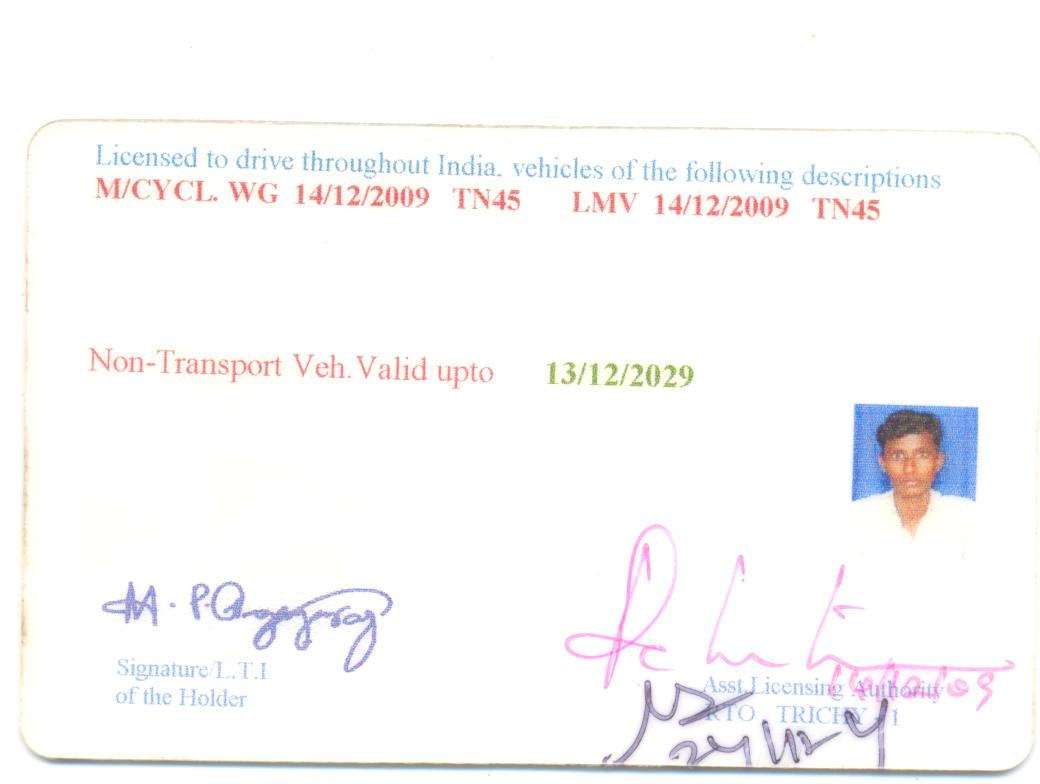 Licensed to drive throughout India. vehicles of the following descriptions
M/CYCL. WG 14/12/2009 TN45 LMV 14/12/2009 TN45
Non-Transport Veh.Valid upto 13/12/2029
Signature/L.T.I
of the Holder
Asst.Licensing Authority
RTO TRICHY - 1